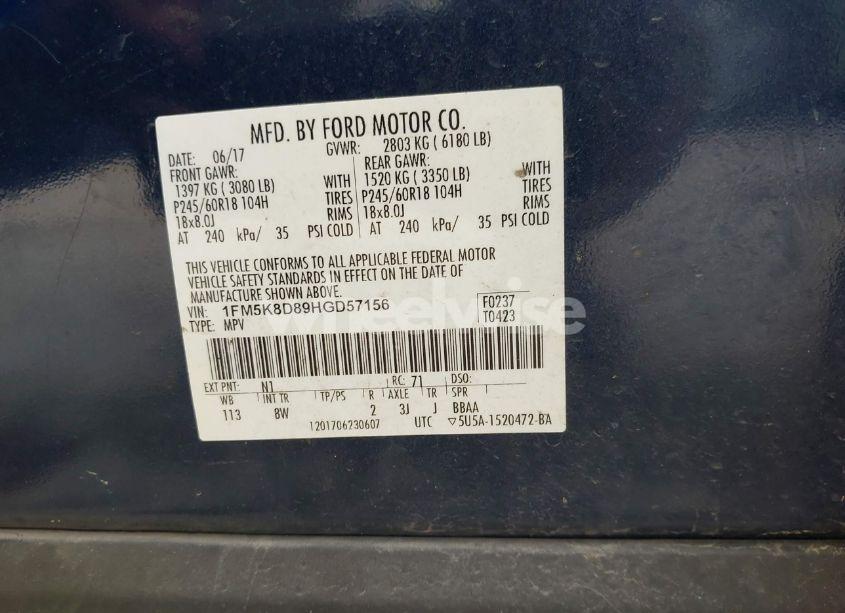 MFD. BY FORD MOTOR CO.
DATE: 06/17 GVWR: 2803 KG ( 6180 LB)
FRONT GAWR: REAR GAWR:
1397 KG ( 3080 LB) WITH 1520 KG ( 3350 LB) WITH
P245/60R18 104H TIRES P245/60R18 104H TIRES
18x8.0J RIMS 18x8.0J RIMS
AT 240 kPa/ 35 PSI COLD AT 240 kPa/ 35 PSI COLD
THIS VEHICLE CONFORMS TO ALL APPLICABLE FEDERAL MOTOR
VEHICLE SAFETY STANDARDS IN EFFECT ON THE DATE OF
MANUFACTURE SHOWN ABOVE.
VIN: 1FM5K8D89HGD57156 F0237
TYPE: MPV T0423
wheelwise
EXT PNT: N1 RC: 71 DSO:
WB INT TR TP/PS R AXLE TR SPR
113 8W 2 3J J BBAA
1201706230607 UTC ▽5U5A-1520472-BA